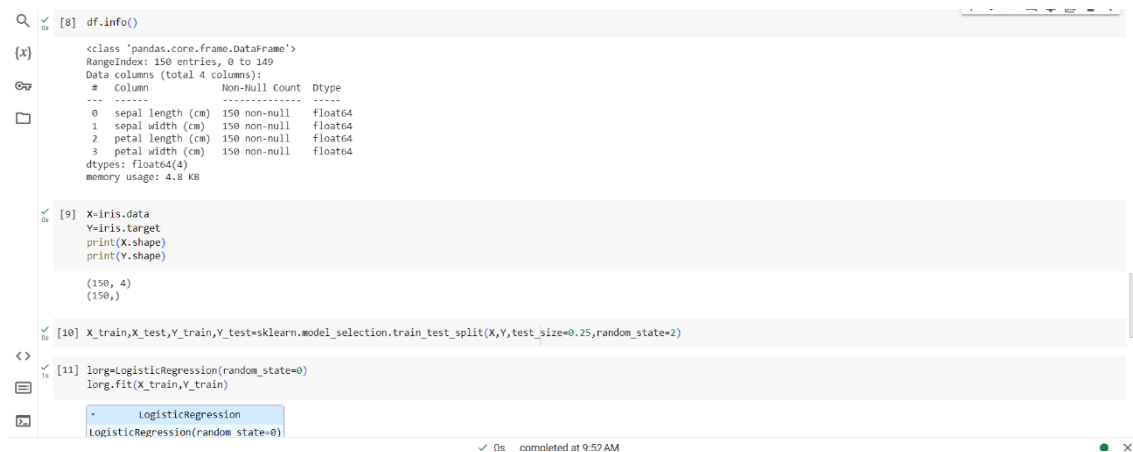 [8] df.info()
0s
<class 'pandas.core.frame.DataFrame'>
RangeIndex: 150 entries, 0 to 149
Data columns (total 4 columns):
 #   Column             Non-Null Count  Dtype
---  ------             --------------  -----
 0   sepal length (cm)  150 non-null    float64
 1   sepal width (cm)   150 non-null    float64
 2   petal length (cm)  150 non-null    float64
 3   petal width (cm)   150 non-null    float64
dtypes: float64(4)
memory usage: 4.8 KB
{x}
[9] X=iris.data
0s
Y=iris.target
print(X.shape)
print(Y.shape)
(150, 4)
(150,)
[10] X_train,X_test,Y_train,Y_test=sklearn.model_selection.train_test_split(X,Y,test_size=0.25,random_state=2)
0s
[11] lorg=LogisticRegression(random_state=0)
1s
lorg.fit(X_train,Y_train)
LogisticRegression
LogisticRegression(random_state=0)
0s completed at 9:52 AM